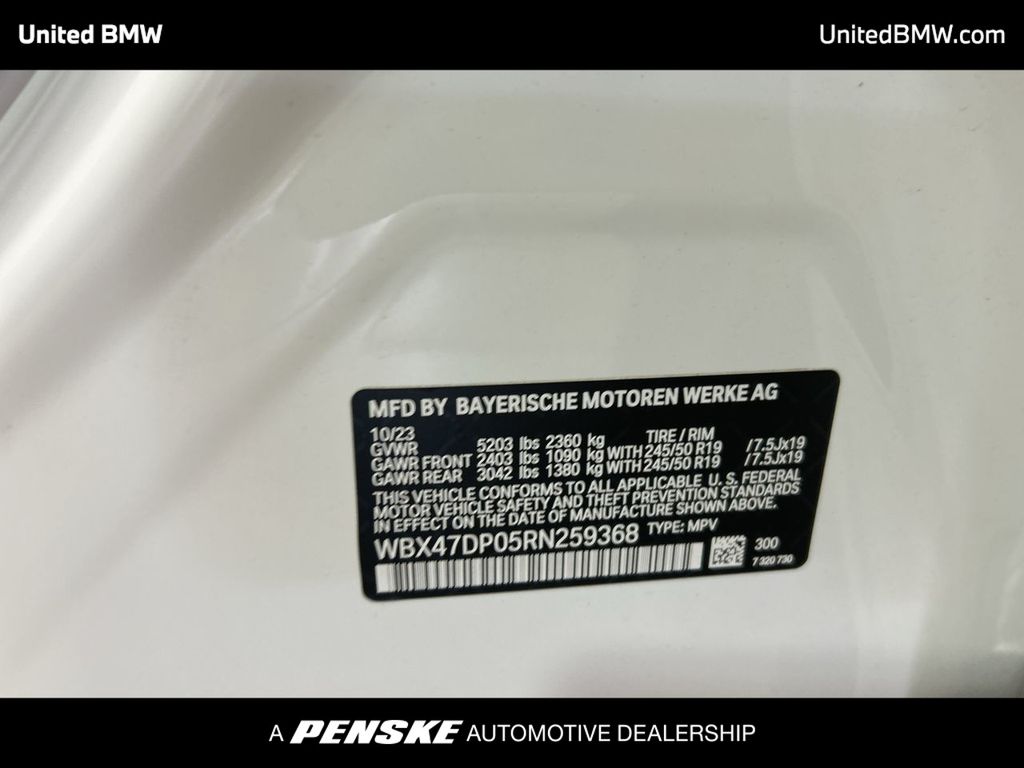 United BMW
UnitedBMW.com
MFD BY BAYERISCHE MOTOREN WERKE AG
10/23
GVWR 5203 lbs 2360 kg TIRE / RIM
GAWR FRONT 2403 lbs 1090 kg WITH 245/50 R19 / 7.5Jx19
GAWR REAR 3042 lbs 1380 kg WITH 245/50 R19 / 7.5Jx19
THIS VEHICLE CONFORMS TO ALL APPLICABLE U. S. FEDERAL
MOTOR VEHICLE SAFETY AND THEFT PREVENTION STANDARDS
IN EFFECT ON THE DATE OF MANUFACTURE SHOWN ABOVE.
WBX47DP05RN259368 TYPE: MPV
300
7 320 730
A PENSKE AUTOMOTIVE DEALERSHIP